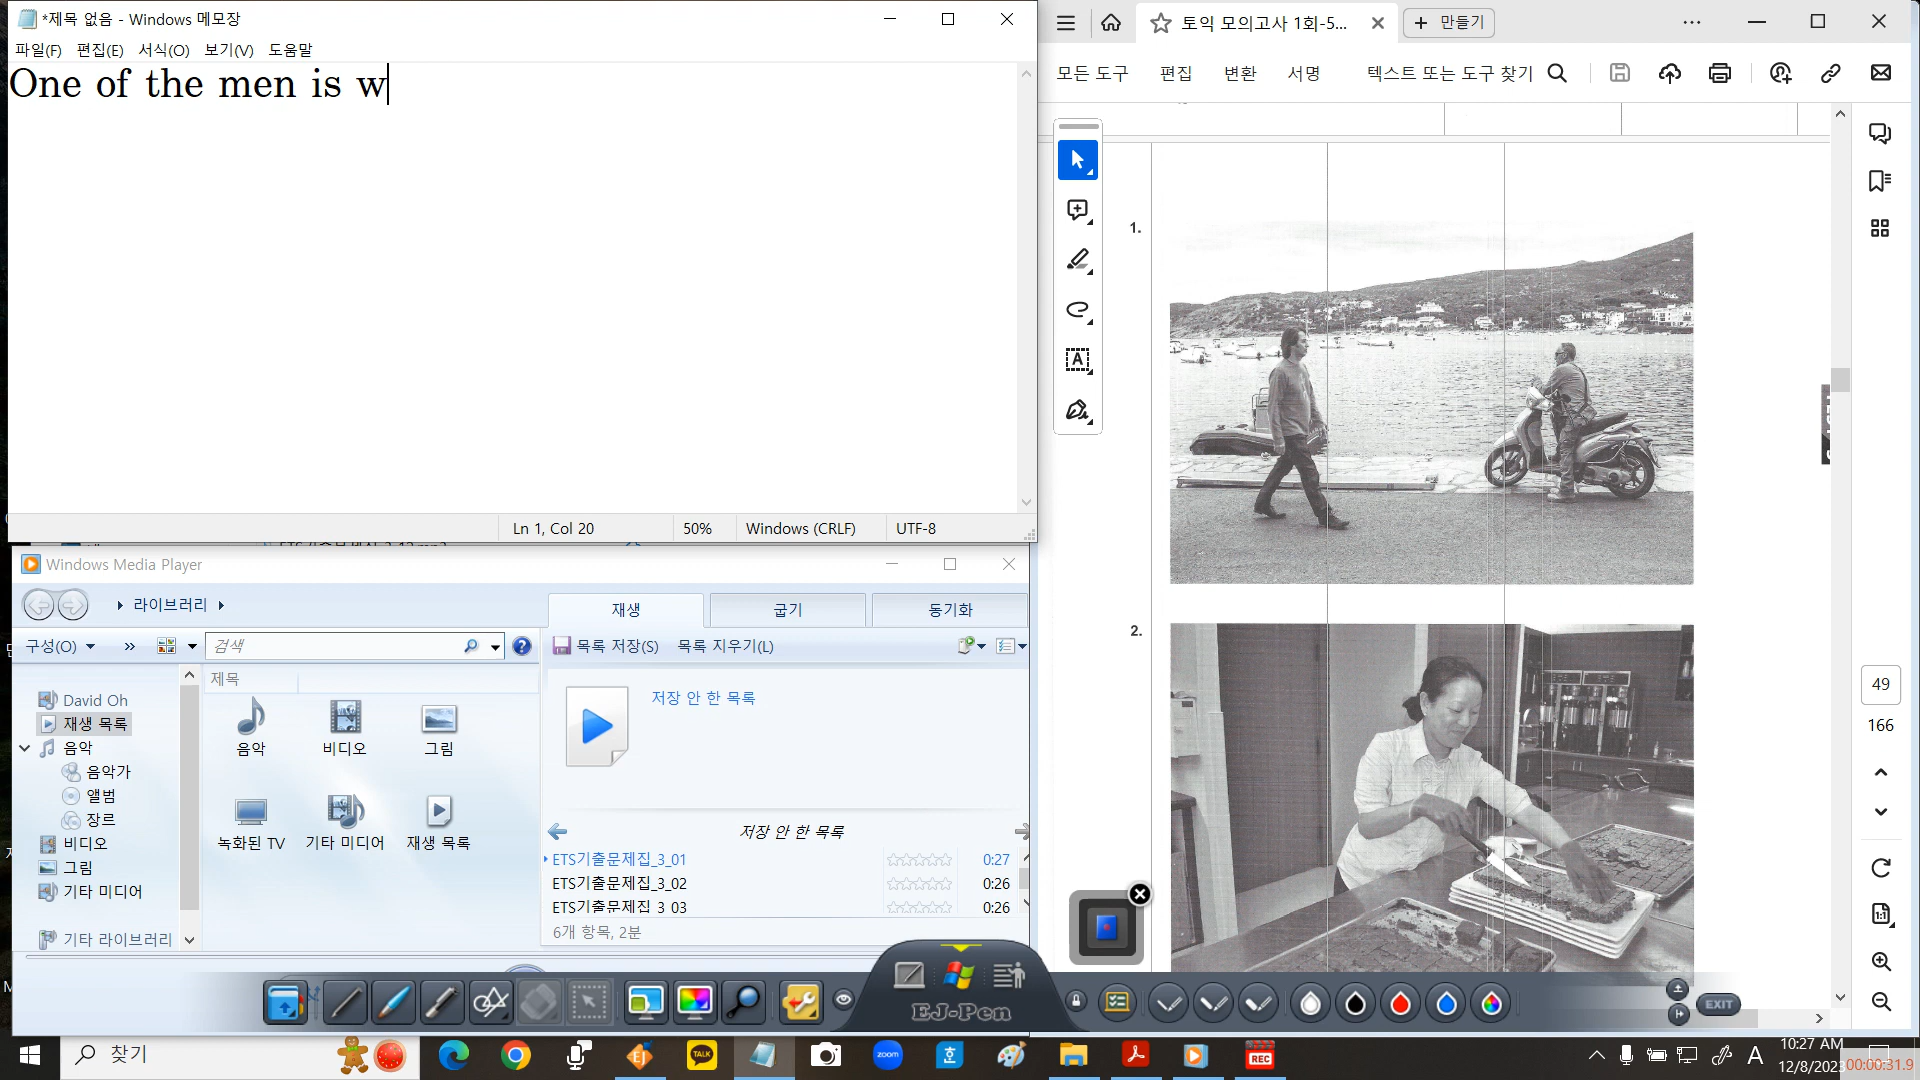 *제목 없음 - Windows 메모장
파일(F) 편집(E) 서식(O) 보기(V) 도움말
One of the men is w
Ln 1, Col 20 50% Windows (CRLF) UTF-8
토익 모의고사 1회-5...
만들기
모든 도구 편집 변환 서명 텍스트 또는 도구 찾기
1.
2.
49
166
Windows Media Player
라이브러리
재생 굽기 동기화
구성(O) » 검색
목록 저장(S) 목록 지우기(L)
제목
David Oh
재생 목록
음악
음악가
앨범
장르
비디오
그림
기타 미디어
기타 라이브러리
음악 비디오 그림
녹화된 TV 기타 미디어 재생 목록
저장 안 한 목록
저장 안 한 목록
ETS기출문제집_3_01 0:27
ETS기출문제집_3_02 0:26
ETS기출문제집_3_03 0:26
6개 항목, 2분
EJ-Pen
EXIT
찾기
EJ
TALK
zoom
REC
A
10:27 AM
12/8/2023
00:00:31.9